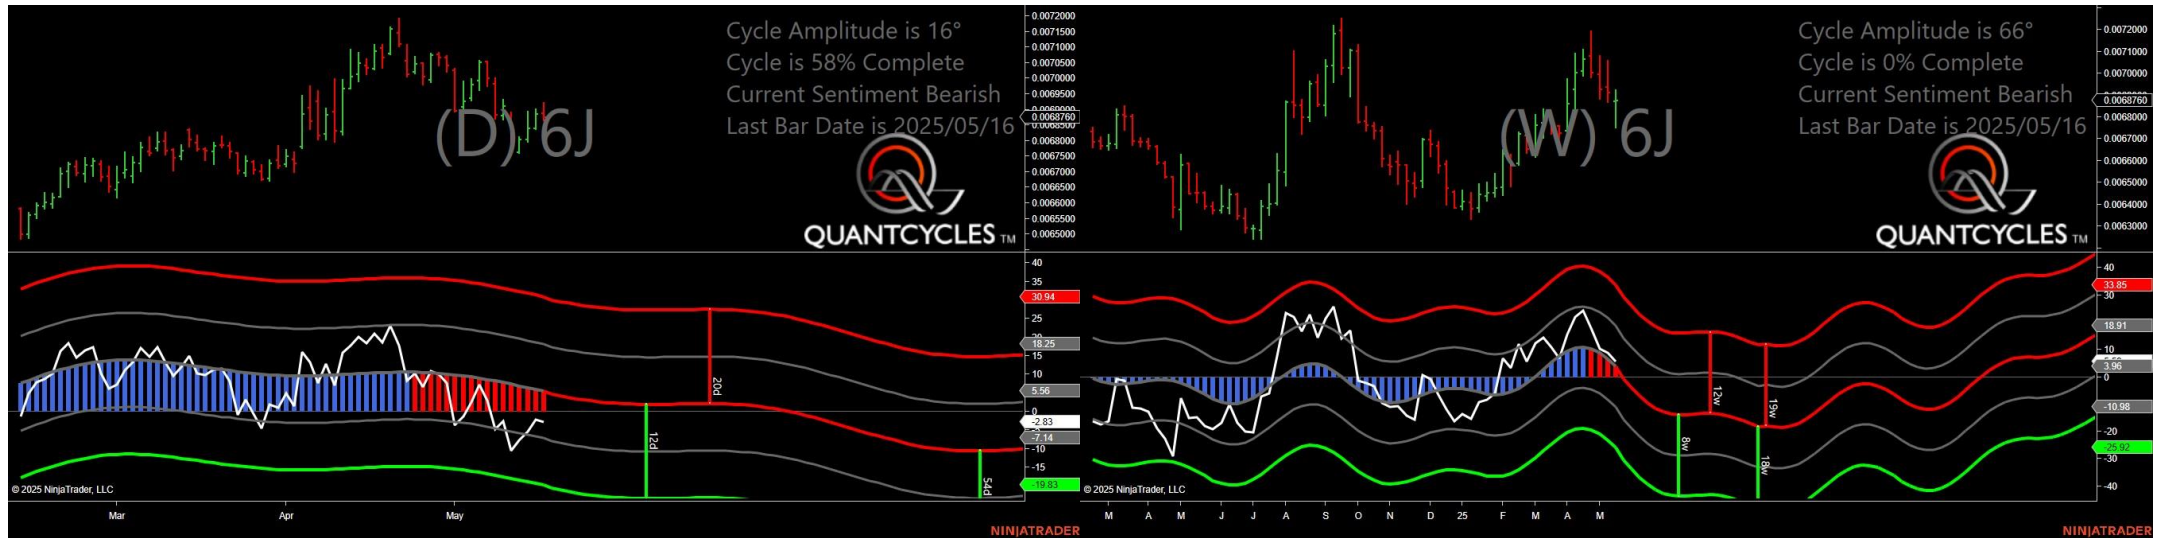 Cycle Amplitude is 16°
Cycle is 58% Complete
Current Sentiment Bearish
Last Bar Date is 2025/05/16
(D) 6J
QUANTCYCLES TM
0.0072000
0.0071500
0.0071000
0.0070500
0.0070000
0.0069500
0.0068760
0.0068000
0.0067500
0.0067000
0.0066500
0.0066000
0.0065500
0.0065000
40
35
30.94
25
20
18.25
15
10
5.56
0
-2.83
-7.14
-10
-15
-19.83
20d
12d
54d
© 2025 NinjaTrader, LLC
Mar
Apr
May
NINJATRADER
Cycle Amplitude is 66°
Cycle is 0% Complete
Current Sentiment Bearish
Last Bar Date is 2025/05/16
(W) 6J
QUANTCYCLES TM
0.0072000
0.0071000
0.0070000
0.0068760
0.0068000
0.0067000
0.0066000
0.0065000
0.0064000
0.0063000
40
33.85
30
18.91
10
3.96
0
-10.98
-20
-25.92
-30
-40
12w
19w
8w
18w
© 2025 NinjaTrader, LLC
M A M J J A S O N D 25 F M A M
NINJATRADER